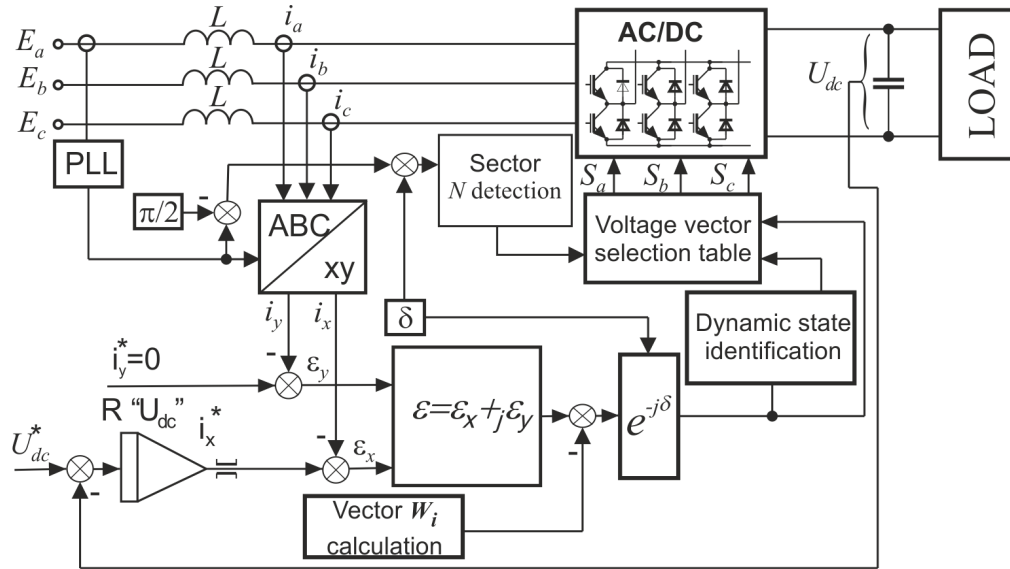 E_a
L
i_a
E_b
L
i_b
E_c
L
i_c
AC/DC
U_dc
LOAD
PLL
π/2
-
ABC
xy
Sector
N detection
S_a
S_b
S_c
Voltage vector
selection table
i_y
i_x
δ
Dynamic state
identification
i_y^*=0
-
ε_y
R “U_dc”
i_x^*
ε=ε_x+jε_y
e^{-jδ}
U_dc^*
-
-
ε_x
-
Vector W_i
calculation